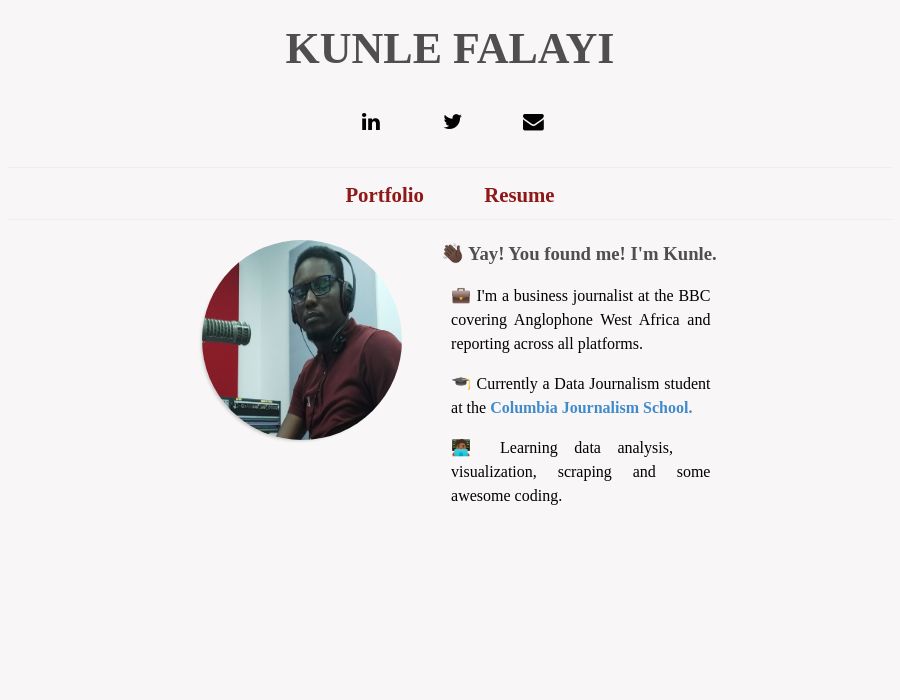 KUNLE FALAYI
Portfolio Resume
👋🏿 Yay! You found me! I'm Kunle.
💼 I'm a business journalist at the BBC
covering Anglophone West Africa and
reporting across all platforms.
🎓 Currently a Data Journalism student
at the Columbia Journalism School.
👨🏿‍💻 Learning data analysis,
visualization, scraping and some
awesome coding.